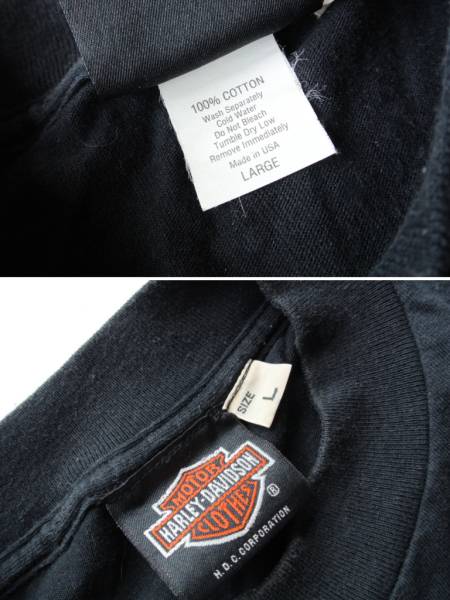 100% COTTON
Wash Separately
Cold Water
Do Not Bleach
Tumble Dry Low
Remove Immediately
Made in USA
LARGE
SIZE
L
MOTOR
HARLEY-DAVIDSON
CLOTHES
®
H.D.C. CORPORATION